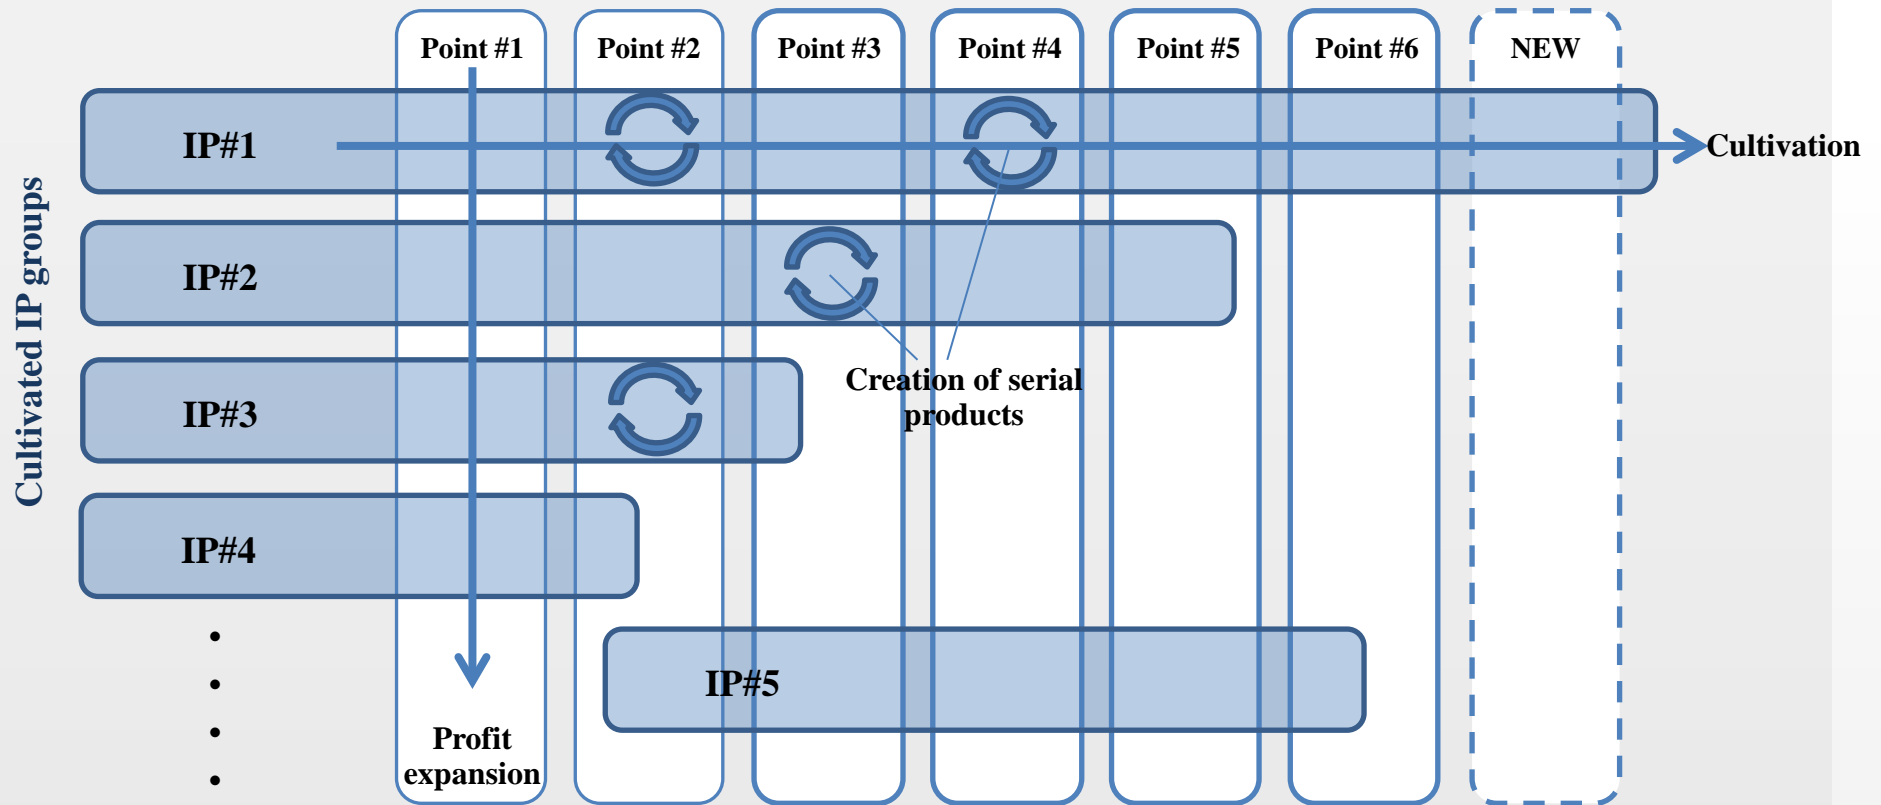 Point #1
Point #2
Point #3
Point #4
Point #5
Point #6
NEW
Cultivated IP groups
IP#1
Cultivation
IP#2
Creation of serial
products
IP#3
IP#4
IP#5
Profit
expansion